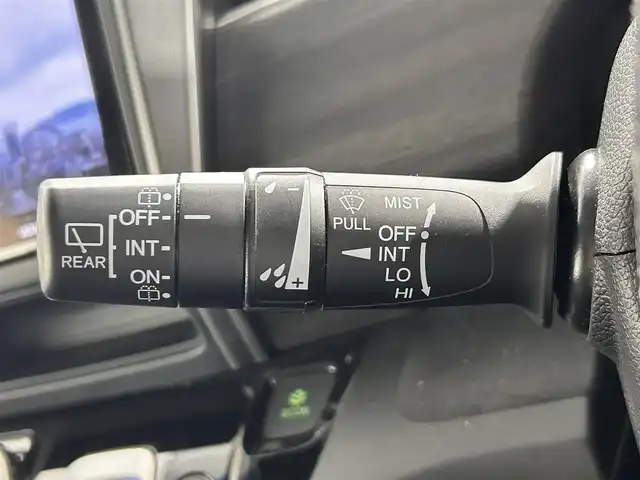 REAR
OFF
INT
ON
−
+
PULL
MIST
OFF
INT
LO
HI